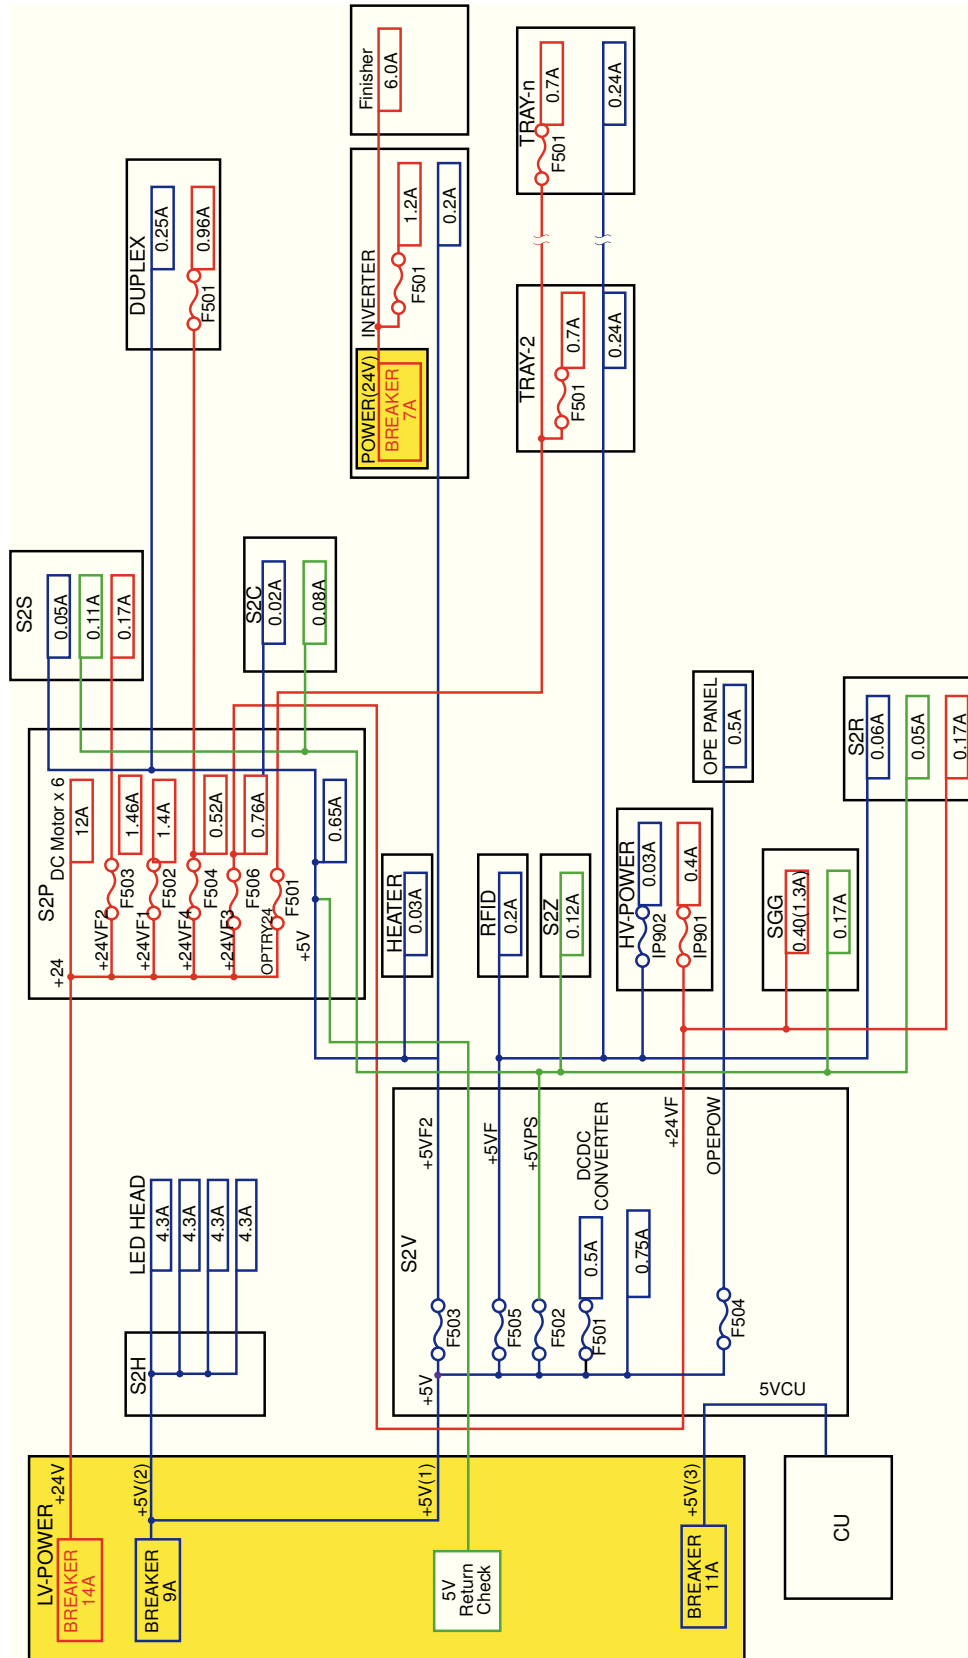 Finisher
6.0A
TRAY-n
0.7A
F501
0.24A
DUPLEX
0.25A
0.96A
F501
INVERTER
1.2A
F501
0.2A
POWER(24V)
BREAKER
7A
TRAY-2
0.7A
F501
0.24A
S2S
0.05A
0.11A
0.17A
S2C
0.02A
0.08A
OPE PANEL
0.5A
S2R
0.06A
0.05A
0.17A
S2P
DC Motor x 6
12A
+24
1.46A
F503
+24VF2
1.4A
F502
+24VF1
0.52A
F504
+24VF4
0.76A
F506
+24VF3
F501
OPTRY24
0.65A
+5V
HEATER
0.03A
RFID
0.2A
S2Z
0.12A
HV-POWER
0.03A
IP902
0.4A
IP901
SGG
0.40(1.3A)
0.17A
LED HEAD
4.3A
4.3A
4.3A
4.3A
S2H
S2V
+5VF2
F503
+5V
+5VF
F505
+5VPS
F502
DCDC
CONVERTER
0.5A
F501
0.75A
+24VF
OPEPOW
F504
5VCU
LV-POWER
+24V
BREAKER
14A
+5V(2)
BREAKER
9A
+5V(1)
5V
Return
Check
+5V(3)
BREAKER
11A
CU